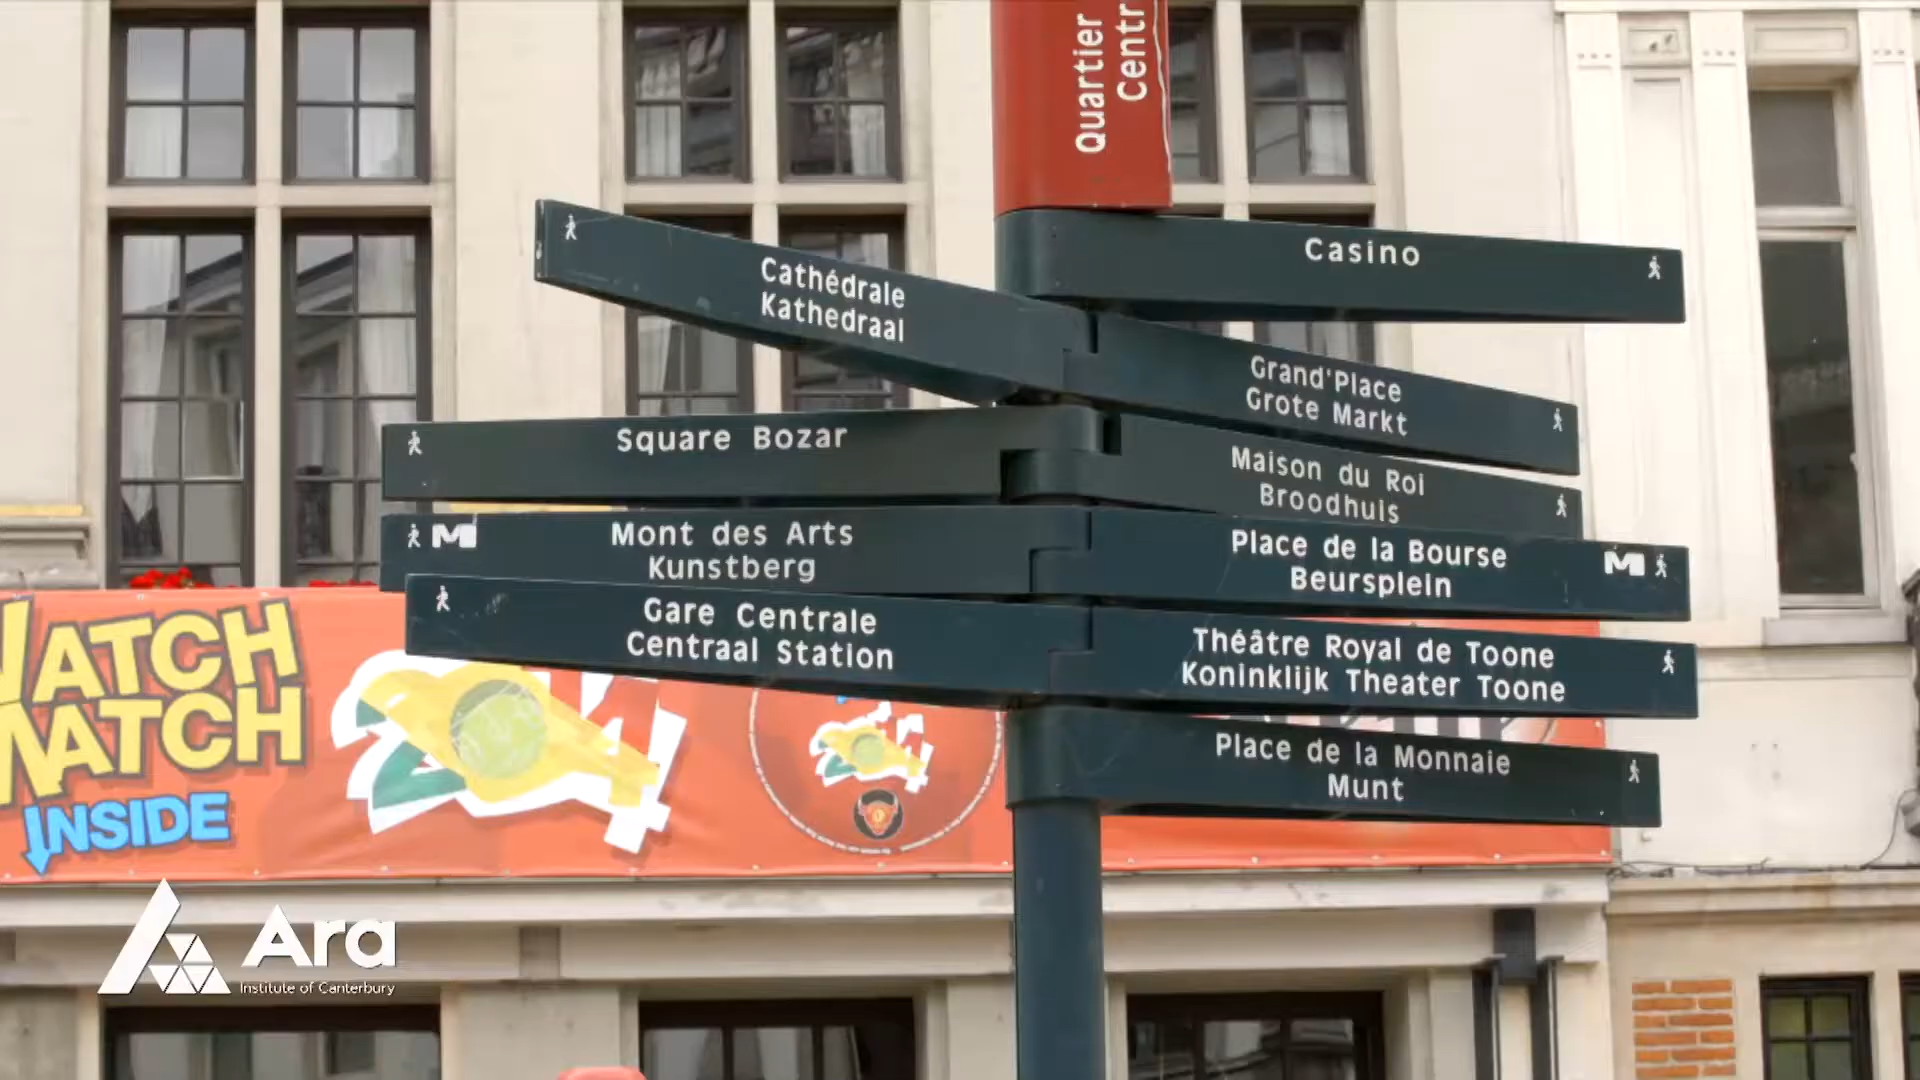 Quartier
Centr
Casino
Cathédrale
Kathedraal
Grand'Place
Grote Markt
Square Bozar
Maison du Roi
Broodhuis
M Mont des Arts
Kunstberg
Place de la Bourse M
Beursplein
Gare Centrale
Centraal Station
Théâtre Royal de Toone
Koninklijk Theater Toone
Place de la Monnaie
Munt
WATCH
MATCH
INSIDE
Ara
Institute of Canterbury